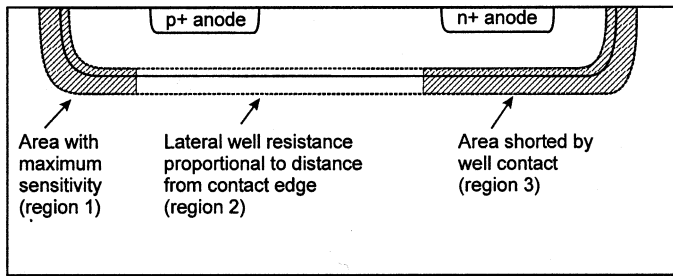 p+ anode
n+ anode
Area with
maximum
sensitivity
(region 1)
Lateral well resistance
proportional to distance
from contact edge
(region 2)
Area shorted by
well contact
(region 3)